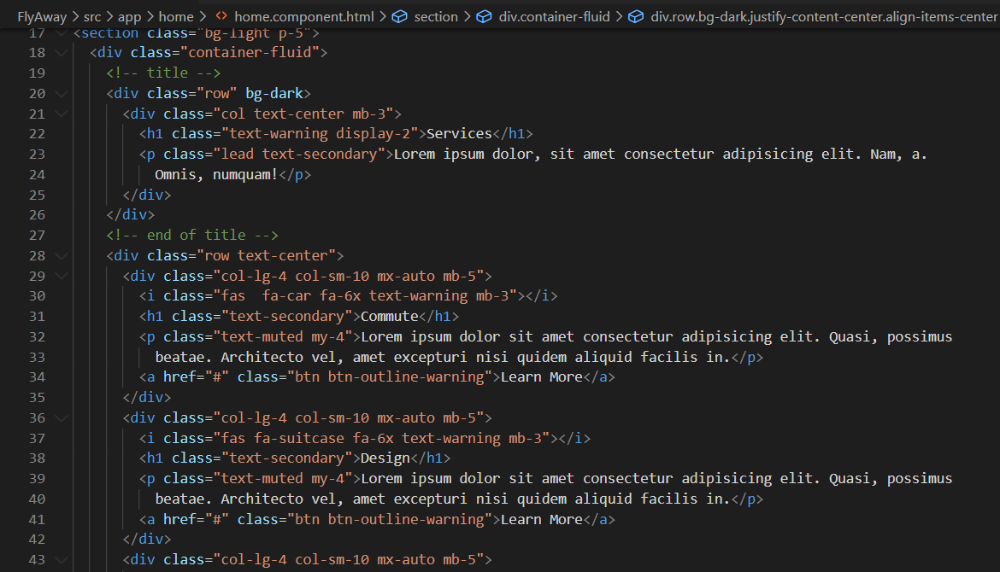 FlyAway > src > app > home > <> home.component.html > section > div.container-fluid > div.row.bg-dark.justify-content-center.align-items-center
17 <section class="bg-light p-5">
18 <div class="container-fluid">
19 <!-- title -->
20 <div class="row" bg-dark>
21 <div class="col text-center mb-3">
22 <h1 class="text-warning display-2">Services</h1>
23 <p class="lead text-secondary">Lorem ipsum dolor, sit amet consectetur adipisicing elit. Nam, a.
24 Omnis, numquam!</p>
25 </div>
26 </div>
27 <!-- end of title -->
28 <div class="row text-center">
29 <div class="col-lg-4 col-sm-10 mx-auto mb-5">
30 <i class="fas  fa-car fa-6x text-warning mb-3"></i>
31 <h1 class="text-secondary">Commute</h1>
32 <p class="text-muted my-4">Lorem ipsum dolor sit amet consectetur adipisicing elit. Quasi, possimus
33 beatae. Architecto vel, amet excepturi nisi quidem aliquid facilis in.</p>
34 <a href="#" class="btn btn-outline-warning">Learn More</a>
35 </div>
36 <div class="col-lg-4 col-sm-10 mx-auto mb-5">
37 <i class="fas fa-suitcase fa-6x text-warning mb-3"></i>
38 <h1 class="text-secondary">Design</h1>
39 <p class="text-muted my-4">Lorem ipsum dolor sit amet consectetur adipisicing elit. Quasi, possimus
40 beatae. Architecto vel, amet excepturi nisi quidem aliquid facilis in.</p>
41 <a href="#" class="btn btn-outline-warning">Learn More</a>
42 </div>
43 <div class="col-lg-4 col-sm-10 mx-auto mb-5">